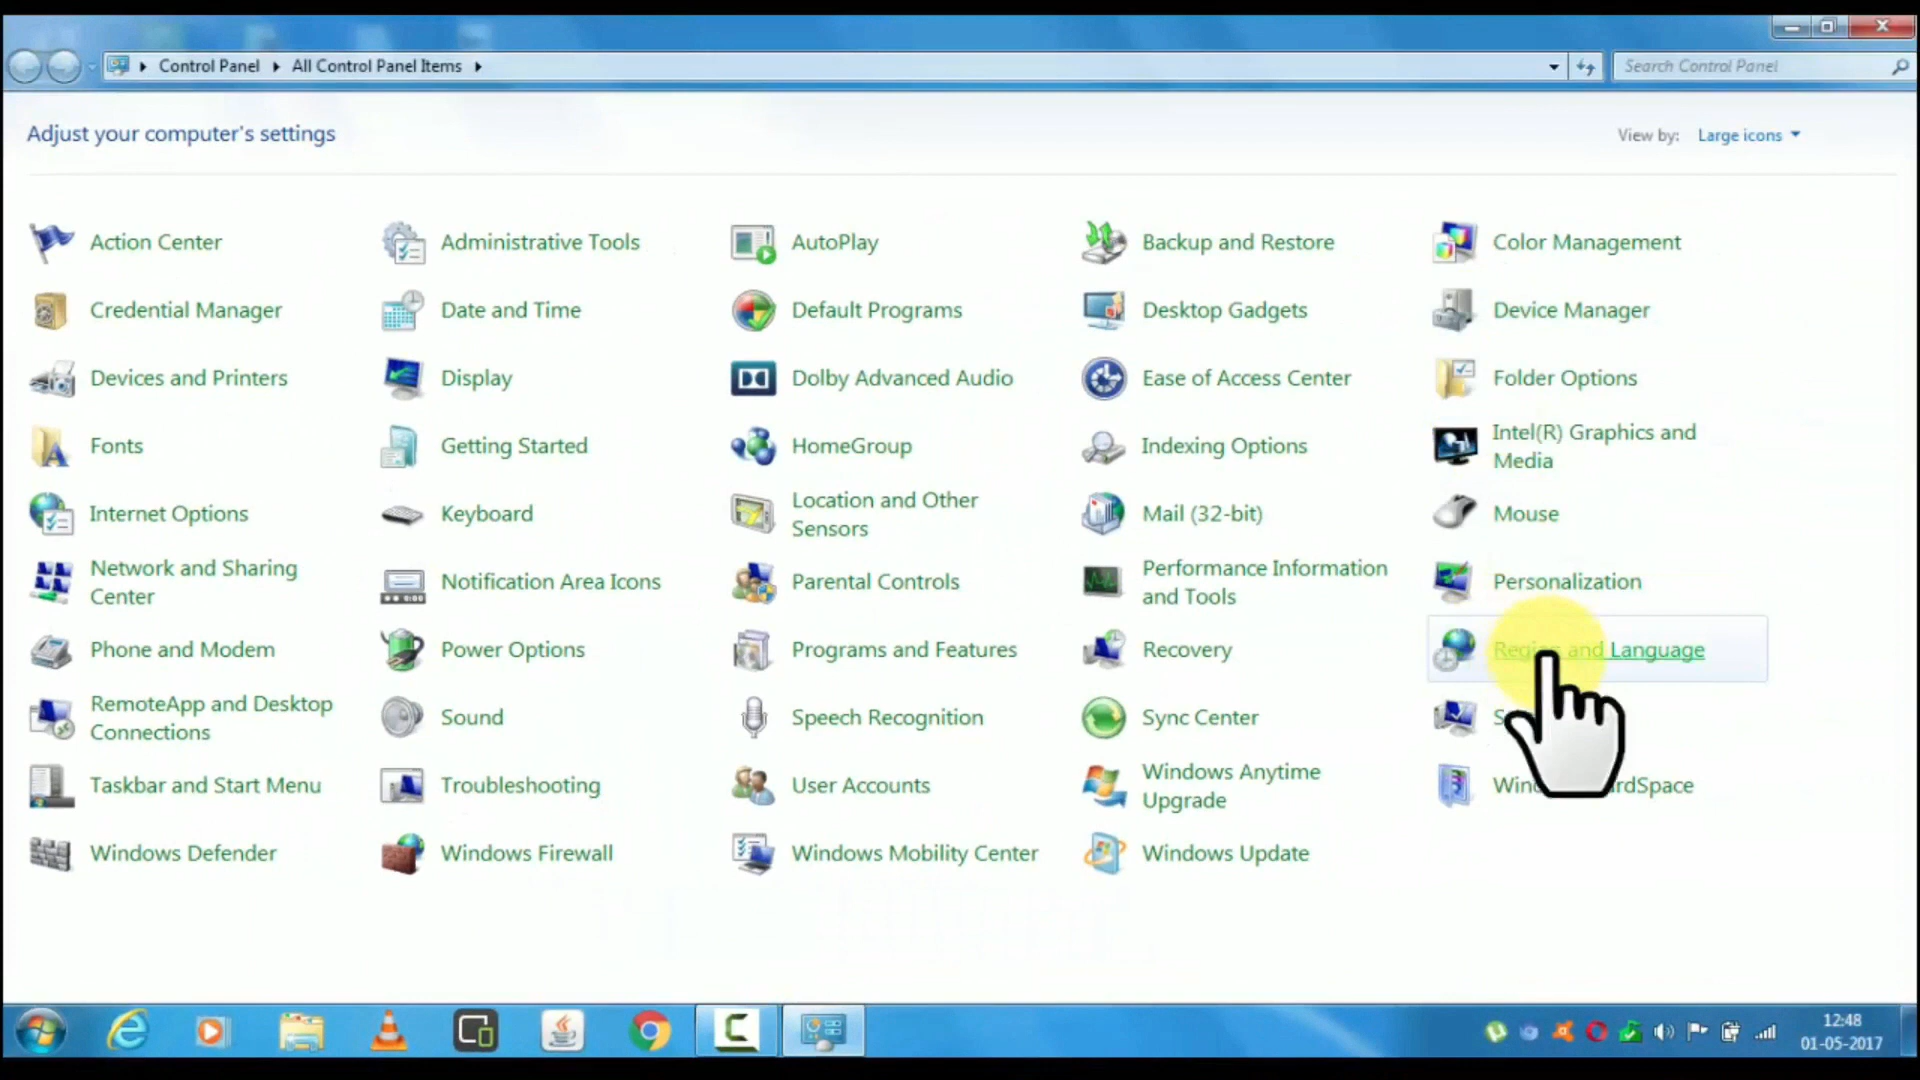 Control Panel
All Control Panel Items
Search Control Panel
Adjust your computer's settings
View by:
Large icons
Action Center
Administrative Tools
AutoPlay
Backup and Restore
Color Management
Credential Manager
Date and Time
Default Programs
Desktop Gadgets
Device Manager
Devices and Printers
Display
Dolby Advanced Audio
Ease of Access Center
Folder Options
Fonts
Getting Started
HomeGroup
Indexing Options
Intel(R) Graphics and
Media
Internet Options
Keyboard
Location and Other
Sensors
Mail (32-bit)
Mouse
Network and Sharing
Center
Notification Area Icons
Parental Controls
Performance Information
and Tools
Personalization
Phone and Modem
Power Options
Programs and Features
Recovery
Region and Language
RemoteApp and Desktop
Connections
Sound
Speech Recognition
Sync Center
Taskbar and Start Menu
Troubleshooting
User Accounts
Windows Anytime
Upgrade
Windows Defender
Windows Firewall
Windows Mobility Center
Windows Update
12:48
01-05-2017